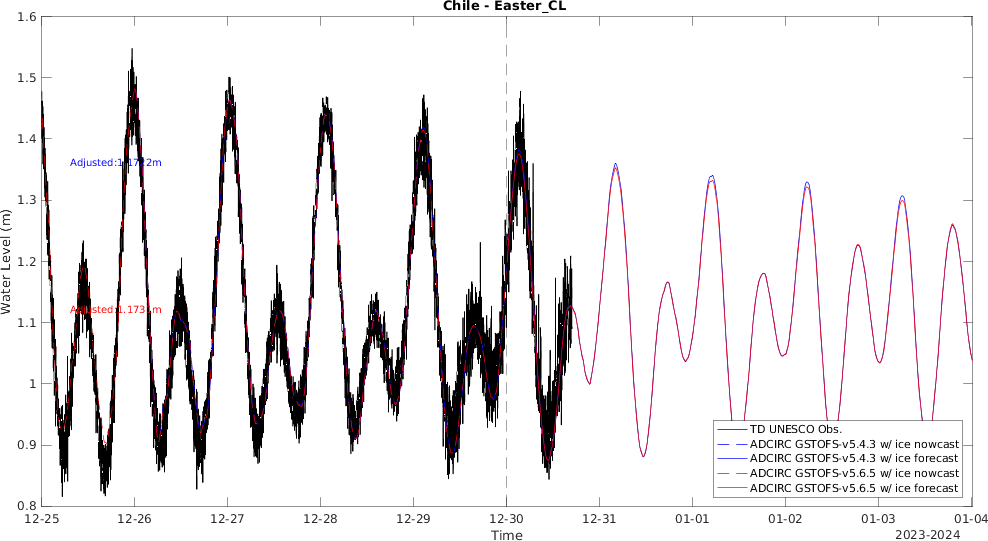 Chile - Easter_CL
Water Level (m)
1.6
1.5
1.4
1.3
1.2
1.1
1
0.9
0.8
Adjusted:1.1722m
TD UNESCO Obs.
ADCIRC GSTOFS-v5.4.3 w/ ice nowcast
ADCIRC GSTOFS-v5.4.3 w/ ice forecast
ADCIRC GSTOFS-v5.6.5 w/ ice nowcast
ADCIRC GSTOFS-v5.6.5 w/ ice forecast
12-25
12-26
12-27
12-28
12-29
12-30
12-31
01-01
01-02
01-03
01-04
Time
2023-2024